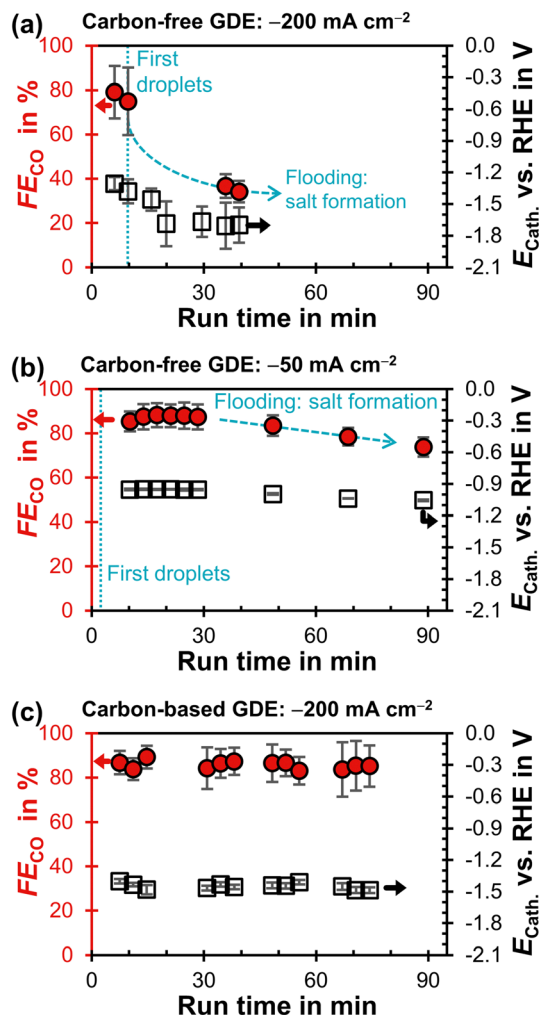 (a) Carbon-free GDE: −200 mA cm⁻²
FE_CO in %
100
80
60
40
20
0
First
droplets
Flooding:
salt formation
0.0
-0.3
-0.6
-0.9
-1.2
-1.5
-1.8
-2.1
E_Cath. vs. RHE in V
0 30 60 90
Run time in min
(b) Carbon-free GDE: −50 mA cm⁻²
FE_CO in %
100
80
60
40
20
0
Flooding: salt formation
First droplets
0.0
-0.3
-0.6
-0.9
-1.2
-1.5
-1.8
-2.1
E_Cath. vs. RHE in V
0 30 60 90
Run time in min
(c) Carbon-based GDE: −200 mA cm⁻²
FE_CO in %
100
80
60
40
20
0
0.0
-0.3
-0.6
-0.9
-1.2
-1.5
-1.8
-2.1
E_Cath. vs. RHE in V
0 30 60 90
Run time in min